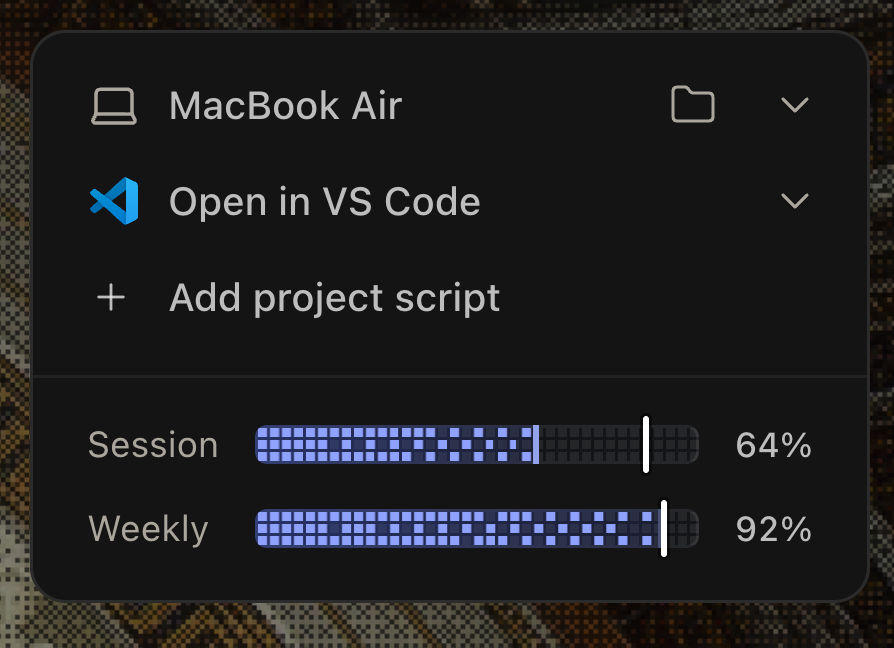 MacBook Air
Open in VS Code
Add project script
Session 64%
Weekly 92%